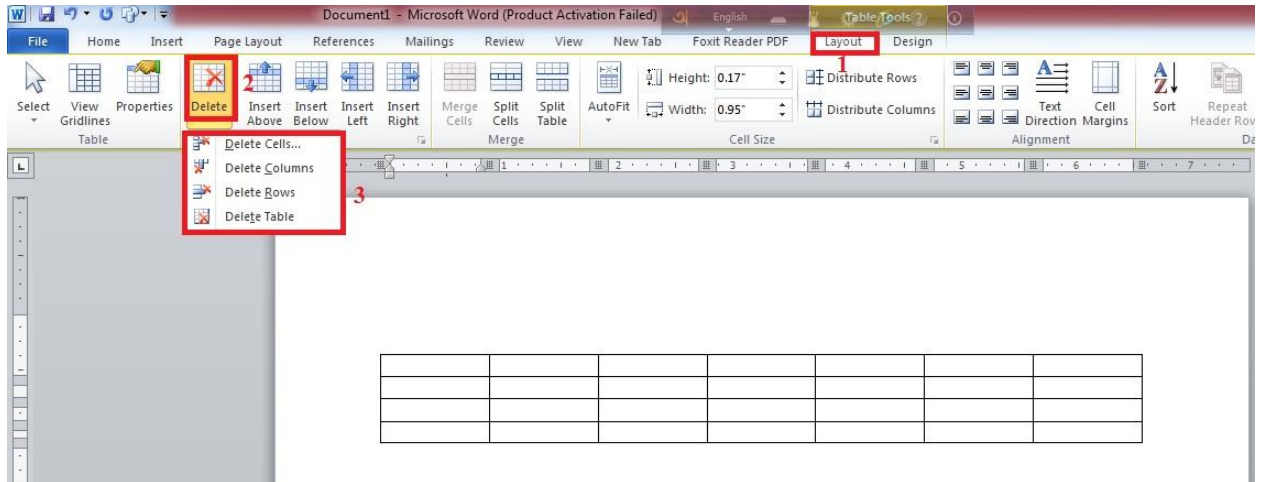 Document1 - Microsoft Word (Product Activation Failed)
English
Table Tools
File Home Insert Page Layout References Mailings Review View New Tab Foxit Reader PDF Layout Design
1
2
Select View Gridlines Properties Delete Insert Above Insert Below Insert Left Insert Right Merge Cells Split Cells Split Table AutoFit
Height: 0.17" Distribute Rows
Width: 0.95" Distribute Columns
Text Direction Cell Margins Sort Repeat Header Row
Table Merge Cell Size Alignment
Delete Cells...
Delete Columns
Delete Rows
Delete Table
3
1 2 3 4 5 6 7